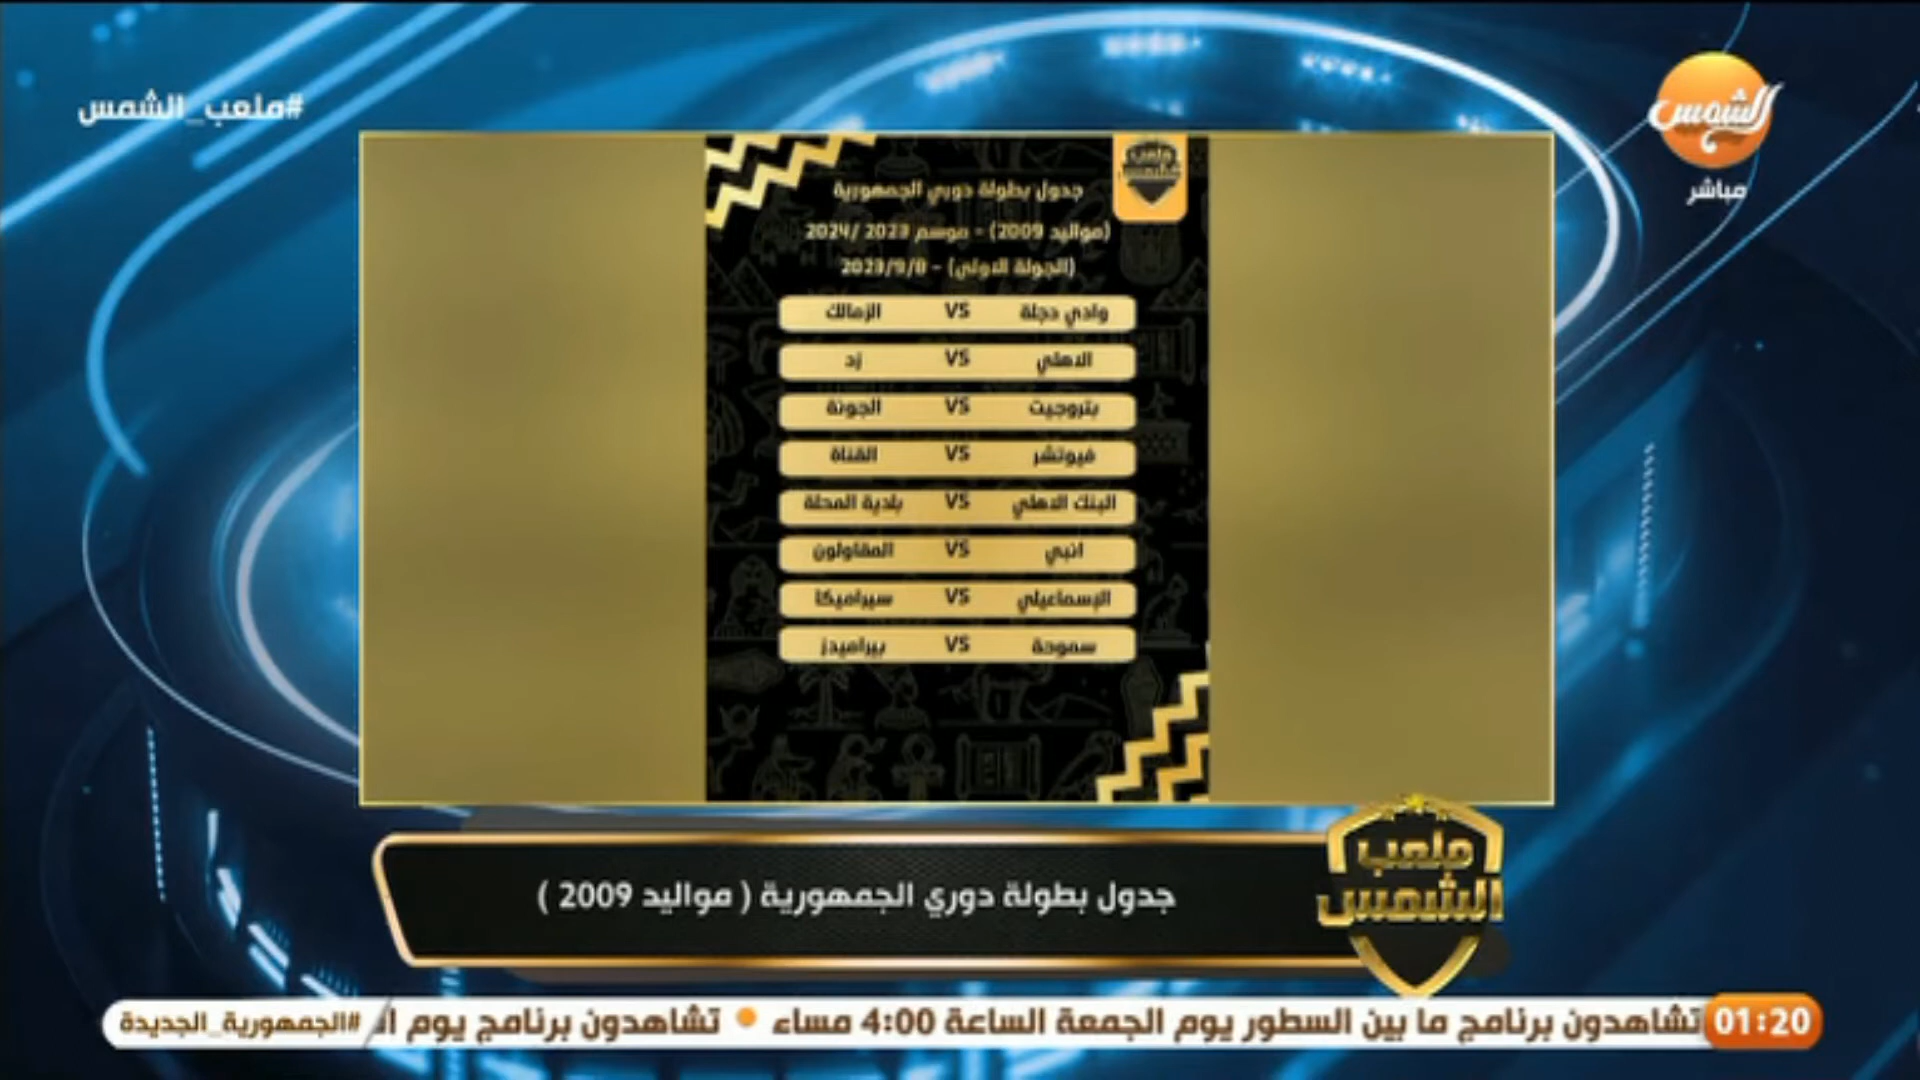 #ملعب_الشمس
الشمس
مباشر
ملعب الشمس
جدول بطولة دوري الجمهورية
(مواليد 2009) - موسم 2023 /2024
(الجولة الاولي) - 2023/9/8
وادي دجلة VS الزمالك
الاهلي VS زد
بتروجيت VS الجونة
فيوتشر VS القناة
البنك الاهلي VS بلدية المحلة
انبي VS المقاولون
الإسماعيلي VS سيراميكا
سموحة VS بيراميدز
جدول بطولة دوري الجمهورية ( مواليد 2009 )
ملعب
الشمس
01:20 تشاهدون برنامج ما بين السطور يوم الجمعة الساعة 4:00 مساء • تشاهدون برنامج يوم ا #الجمهورية_الجديدة